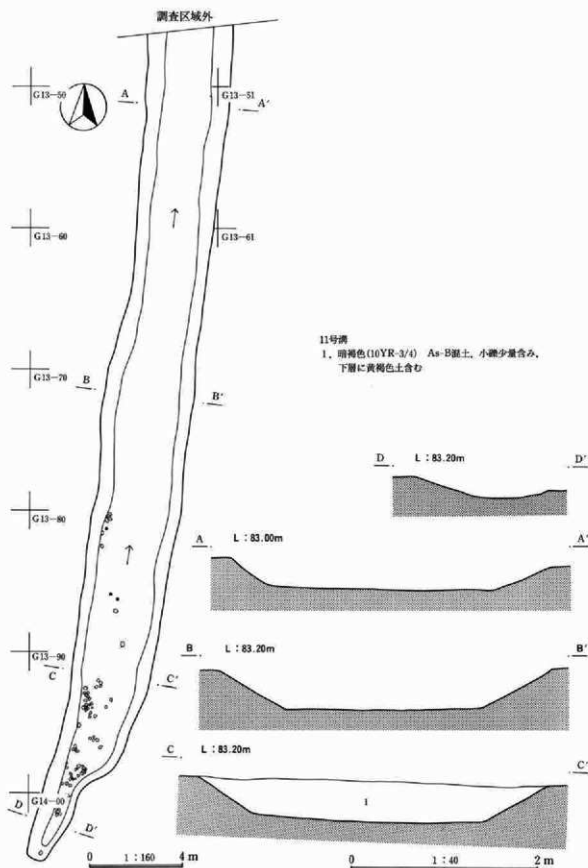 調査区域外
G13-50
A
G13-51
A'
G13-60
G13-61
11号溝
1、暗褐色(10YR-3/4) As-B混土、小礫少量含み、
下層に黄褐色土含む
G13-70
B
B'
D L:83.20m D'
G13-80
A L:83.00m A'
G13-90
C
C'
B L:83.20m B'
C L:83.20m C'
1
G14-00
D
D'
0 1:160 4 m
0 1:40 2 m